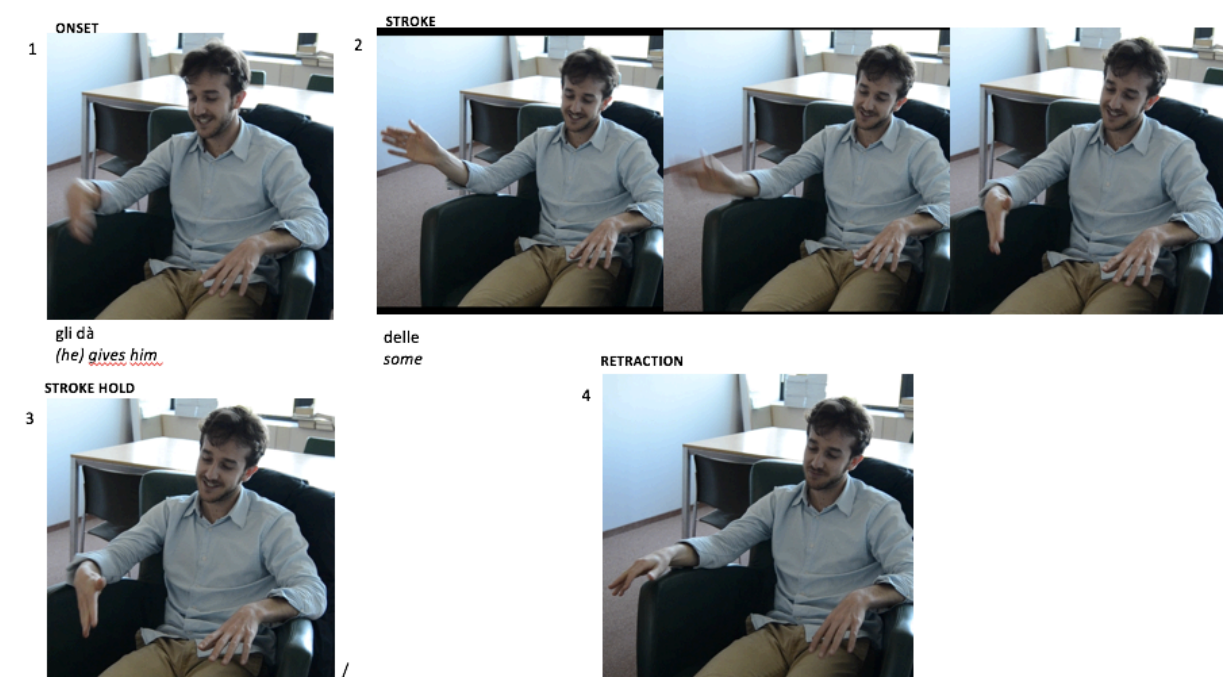 ONSET
1
STROKE
2
gli dà
(he) gives him
delle
some
STROKE HOLD
3
/
RETRACTION
4